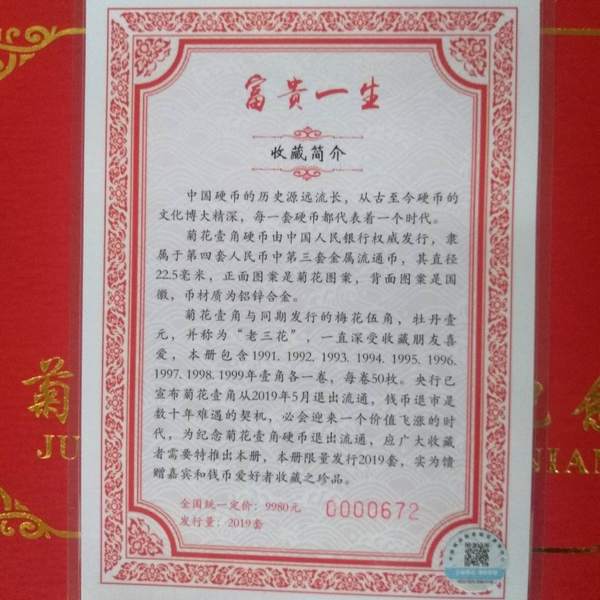 富贵一生
收藏简介
中国硬币的历史源远流长，从古至今硬币的
文化博大精深，每一套硬币都代表着一个时代。
菊花壹角硬币由中国人民银行权威发行，隶
属于第四套人民币中第三套金属流通币，其直径
22.5毫米，正面图案是菊花图案，背面图案是国
徽，币材质为铝锌合金。
菊花壹角与同期发行的梅花伍角，牡丹壹
元，并称为“老三花”，一直深受收藏朋友喜
爱，本册包含1991.1992.1993.1994.1995.1996.
1997.1998.1999年壹角各一卷，每卷50枚。央行已
宣布菊花壹角从2019年5月退出流通，钱币退市是
数十年难遇的契机，必会迎来一个价值飞涨的时
代，为纪念菊花壹角硬币退出流通，应广大收藏
者需要特推出本册，本册限量发行2019套，实为馈
赠嘉宾和钱币爱好者收藏之珍品。
全国统一定价：9980元
发行量：2019套
0000672
菊
JU
NIAN